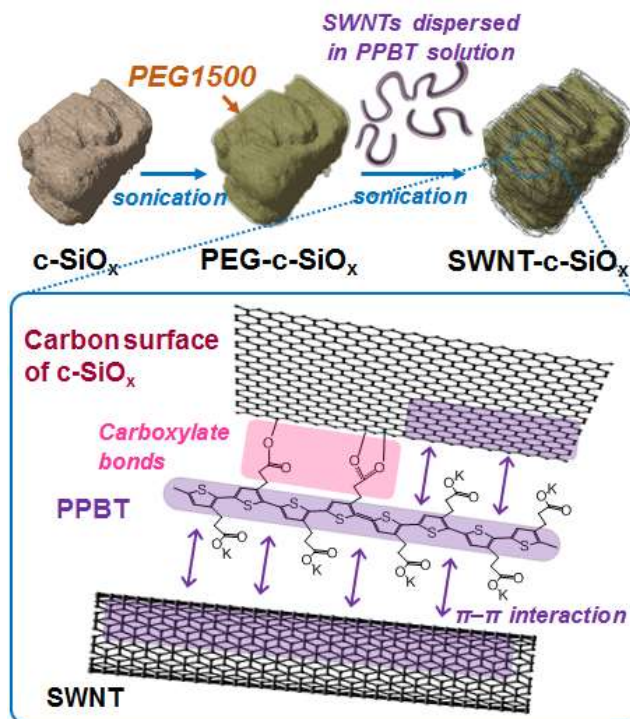 SWNTs dispersed
in PPBT solution
PEG1500
sonication
sonication
c-SiOₓ
PEG-c-SiOₓ
SWNT-c-SiOₓ
Carbon surface
of c-SiOₓ
Carboxylate
bonds
O
O
O
O
PPBT
S
S
S
S
S
S
S
S
O
K
O
O
K
O
O
K
O
O
K
O
O
K
O
O
K
O
π–π interaction
SWNT